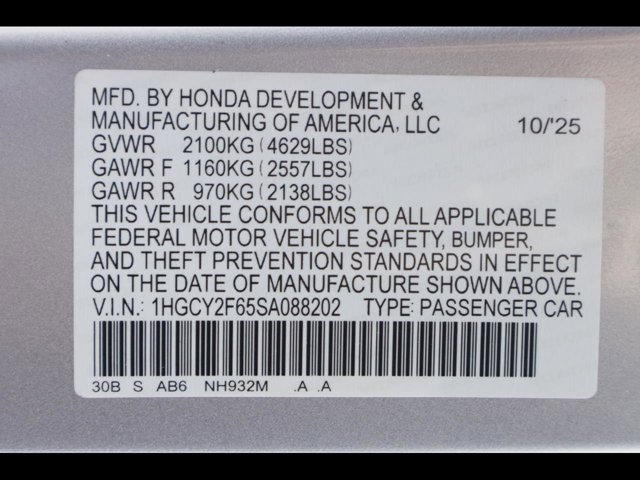 MFD. BY HONDA DEVELOPMENT &
MANUFACTURING OF AMERICA, LLC 10/'25
GVWR 2100KG (4629LBS)
GAWR F 1160KG (2557LBS)
GAWR R 970KG (2138LBS)
THIS VEHICLE CONFORMS TO ALL APPLICABLE
FEDERAL MOTOR VEHICLE SAFETY, BUMPER,
AND THEFT PREVENTION STANDARDS IN EFFECT
ON THE DATE OF MANUFACTURE SHOWN ABOVE.
V.I.N.: 1HGCY2F65SA088202 TYPE: PASSENGER CAR
30B S AB6 NH932M .A .A